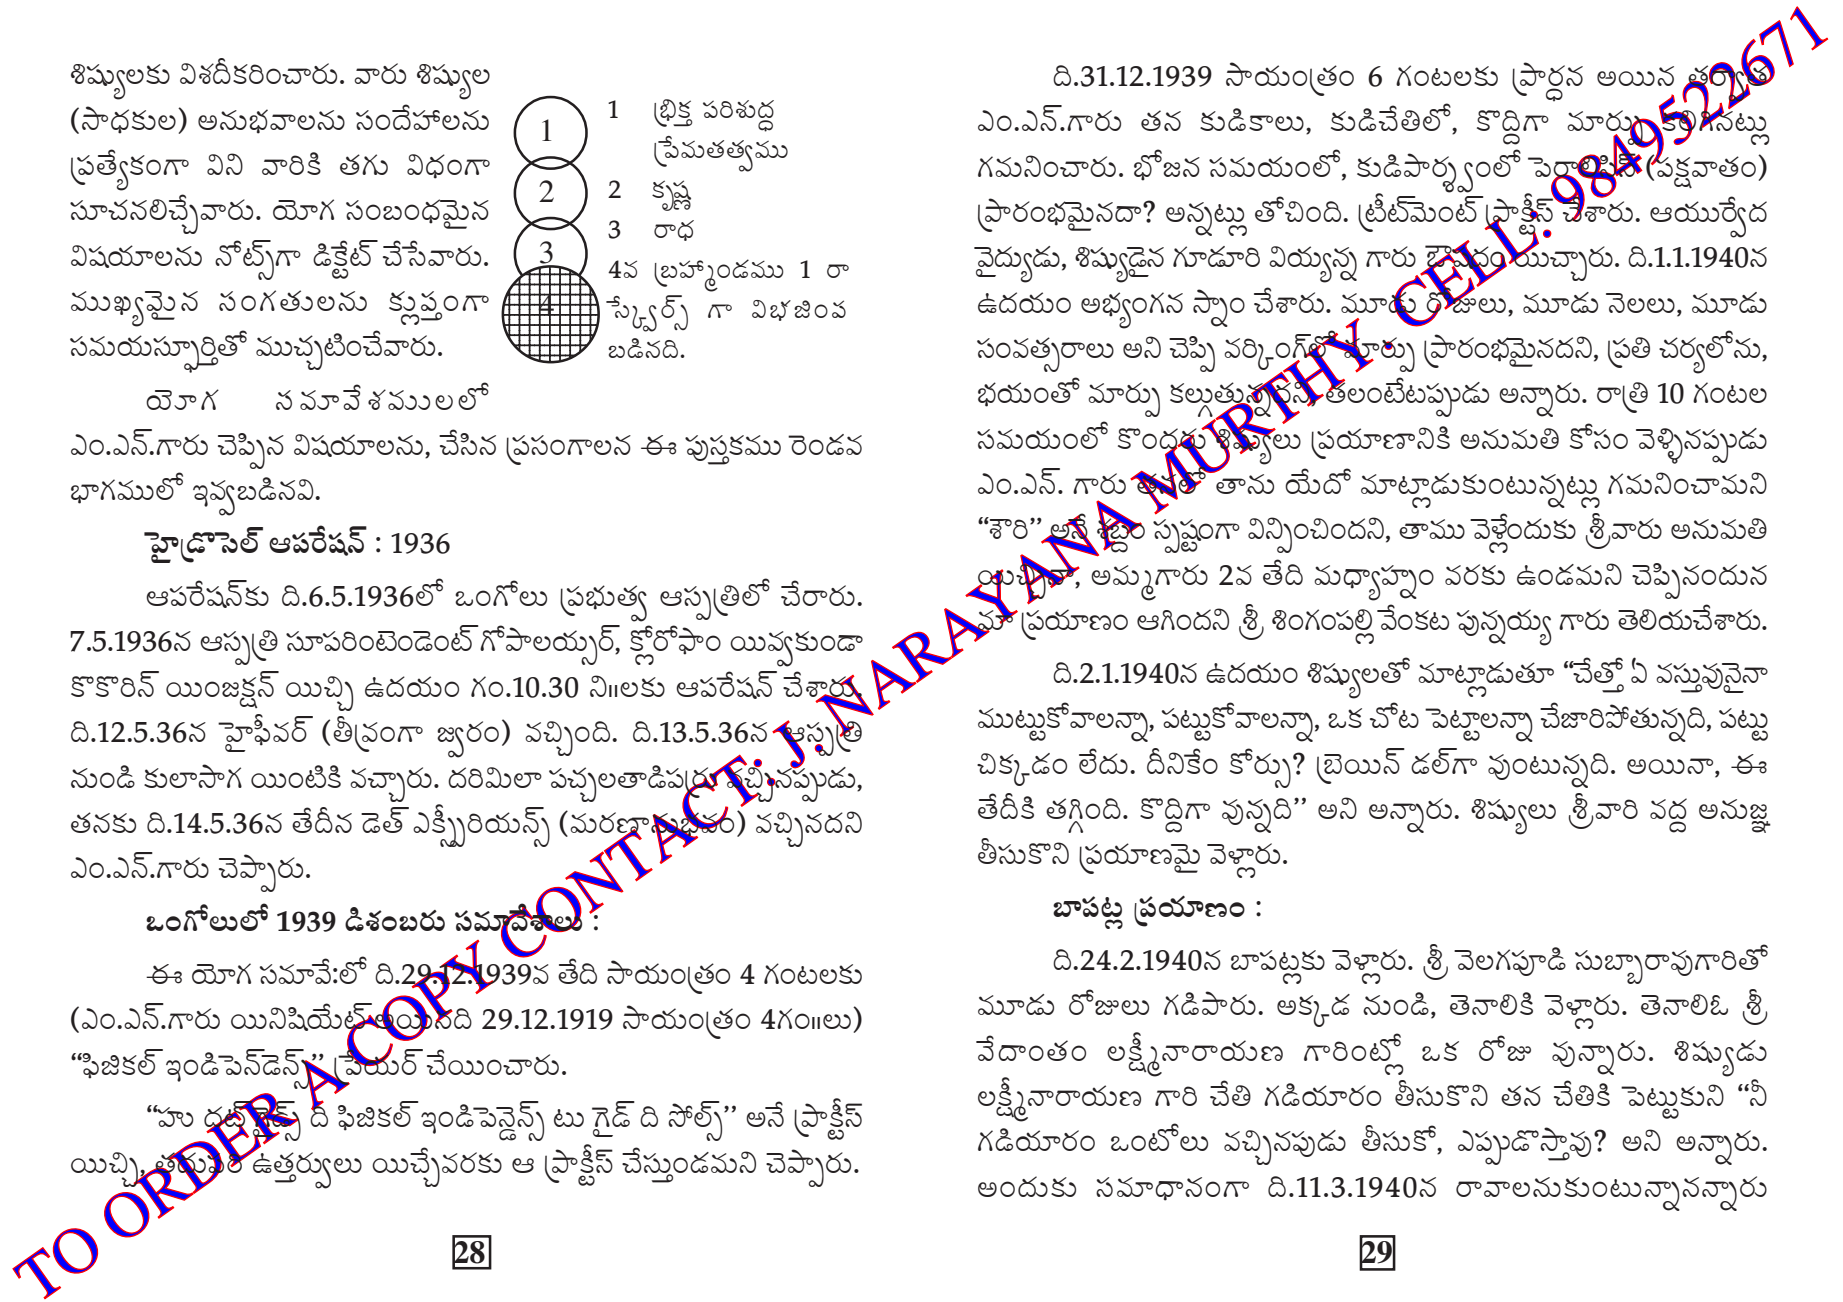 శిష్యులకు విశదీకరించారు. వారు శిష్యుల
(సాధకుల) అనుభవాలను సందేహాలను
ప్రత్యేకంగా విని వారికి తగు విధంగా
సూచనలిచ్చేవారు. యోగ సంబంధమైన
విషయాలను నోట్స్‌గా డిక్టేట్ చేసేవారు.
ముఖ్యమైన సంగతులను క్లుప్తంగా
సమయస్ఫూర్తితో ముచ్చటించేవారు.
1
2
3
4
1 భ్రిక్త పరిశుద్ధ
ప్రేమతత్వము
2 కృష్ణ
3 రాధ
4వ బ్రహ్మాండము 1 రా
స్క్వేర్స్ గా విభజింప
బడినది.
యోగ సమావేశములలో
ఎం.ఎన్.గారు చెప్పిన విషయాలను, చేసిన ప్రసంగాలన ఈ పుస్తకము రెండవ
భాగములో ఇవ్వబడినవి.
హైడ్రొసెల్ ఆపరేషన్ : 1936
ఆపరేషన్‌కు ది.6.5.1936లో ఒంగోలు ప్రభుత్వ ఆస్పత్రిలో చేరారు.
7.5.1936న ఆస్పత్రి సూపరింటెండెంట్ గోపాలయ్సర్, క్లోరోఫాం యివ్వకుండా
కొకొరిన్ యింజక్షన్ యిచ్చి ఉదయం గం.10.30 ని॥లకు ఆపరేషన్ చేశారు.
ది.12.5.36న హైఫీవర్ (తీవ్రంగా జ్వరం) వచ్చింది. ది.13.5.36న ఆస్పత్రి
నుండి కులాసాగ యింటికి వచ్చారు. దరిమిలా పచ్చలతాడిపర్రు వచ్చినప్పుడు,
తనకు ది.14.5.36న తేదీన డెత్ ఎక్స్పీరియన్స్ (మరణానుభవం) వచ్చినదని
ఎం.ఎన్.గారు చెప్పారు.
ఒంగోలులో 1939 డిశంబరు సమావేశాలు :
ఈ యోగ సమావే:లో ది.29.12.1939వ తేది సాయంత్రం 4 గంటలకు
(ఎం.ఎన్.గారు యినిషియేట్ అయినది 29.12.1919 సాయంత్రం 4గం॥లు)
“ఫిజికల్ ఇండిపెన్‌డెన్స్” ప్రేయర్ చేయించారు.
“హు దట్ గైడ్స్ ది ఫిజికల్ ఇండిపెన్డెన్స్ టు గైడ్ ది సోల్స్” అనే ప్రాక్టీస్
యిచ్చి, తదుపరి ఉత్తర్వులు యిచ్చేవరకు ఆ ప్రాక్టీస్ చేస్తుండమని చెప్పారు.
28
ది.31.12.1939 సాయంత్రం 6 గంటలకు ప్రార్ధన అయిన తర్వాత
ఎం.ఎన్.గారు తన కుడికాలు, కుడిచేతిలో, కొద్దిగా మార్పు కలిగినట్లు
గమనించారు. భోజన సమయంలో, కుడిపార్శ్వంలో పెరాలిసిస్ (పక్షవాతం)
ప్రారంభమైనదా? అన్నట్లు తోచింది. ట్రీట్‌మెంట్ ప్రాక్టీస్ చేశారు. ఆయుర్వేద
వైద్యుడు, శిష్యుడైన గూడూరి వియ్యన్న గారు ఔషధం యిచ్చారు. ది.1.1.1940న
ఉదయం అభ్యంగన స్నాం చేశారు. మూడు రోజులు, మూడు నెలలు, మూడు
సంవత్సరాలు అని చెప్పి వర్కింగ్‌లో మార్పు ప్రారంభమైనదని, ప్రతి చర్యలోను,
భయంతో మార్పు కల్గుతున్నదని, తలంటేటప్పుడు అన్నారు. రాత్రి 10 గంటల
సమయంలో కొందరు శిష్యులు ప్రయాణానికి అనుమతి కోసం వెళ్ళినప్పుడు
ఎం.ఎన్. గారు తనలో తాను యేదో మాట్లాడుకుంటున్నట్లు గమనించామని
“శౌరి” అనే శబ్దం స్పష్టంగా విన్పించిందని, తాము వెళ్లేందుకు శ్రీవారు అనుమతి
యిచ్చినా, అమ్మగారు 2వ తేది మధ్యాహ్నం వరకు ఉండమని చెప్పినందున
మా ప్రయాణం ఆగిందని శ్రీ శింగంపల్లి వేంకట పున్నయ్య గారు తెలియచేశారు.
ది.2.1.1940న ఉదయం శిష్యులతో మాట్లాడుతూ “చేత్తో ఏ వస్తువునైనా
ముట్టుకోవాలన్నా, పట్టుకోవాలన్నా, ఒక చోట పెట్టాలన్నా చేజారిపోతున్నది, పట్టు
చిక్కడం లేదు. దీనికేం కోర్సు? బ్రెయిన్ డల్‌గా వుంటున్నది. అయినా, ఈ
తేదీకి తగ్గింది. కొద్దిగా వున్నది” అని అన్నారు. శిష్యులు శ్రీవారి వద్ద అనుజ్ఞ
తీసుకొని ప్రయాణమై వెళ్లారు.
బాపట్ల ప్రయాణం :
ది.24.2.1940న బాపట్లకు వెళ్లారు. శ్రీ వెలగపూడి సుబ్బారావుగారితో
మూడు రోజులు గడిపారు. అక్కడ నుండి, తెనాలికి వెళ్లారు. తెనాలిఓ శ్రీ
వేదాంతం లక్ష్మీనారాయణ గారింట్లో ఒక రోజు వున్నారు. శిష్యుడు
లక్ష్మీనారాయణ గారి చేతి గడియారం తీసుకొని తన చేతికి పెట్టుకుని “నీ
గడియారం ఒంటోలు వచ్చినపుడు తీసుకో, ఎప్పుడొస్తావు? అని అన్నారు.
అందుకు సమాధానంగా ది.11.3.1940న రావాలనుకుంటున్నానన్నారు
29
TO ORDER A COPY CONTACT: J. NARAYANA MURTHY. CELL: 9849522671